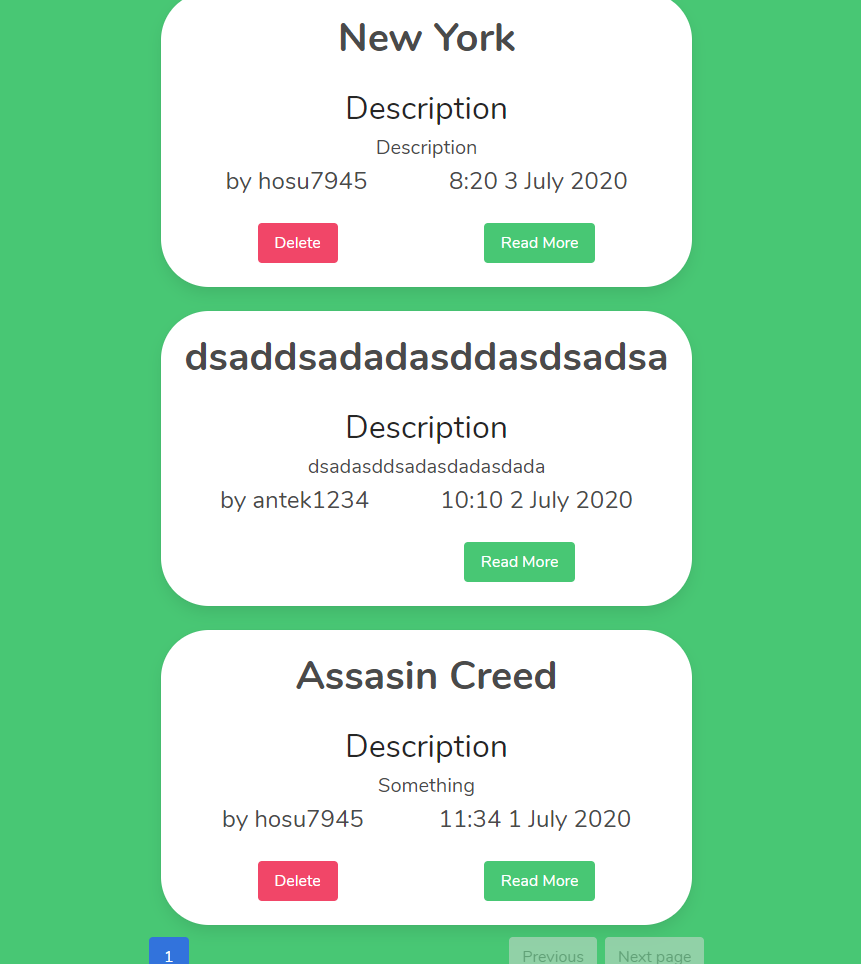 New York
Description
Description
by hosu7945 8:20 3 July 2020
Delete Read More
dsaddsadadasddasdsadsa
Description
dsadasddsadasdadasdada
by antek1234 10:10 2 July 2020
Read More
Assasin Creed
Description
Something
by hosu7945 11:34 1 July 2020
Delete Read More
1 Previous Next page